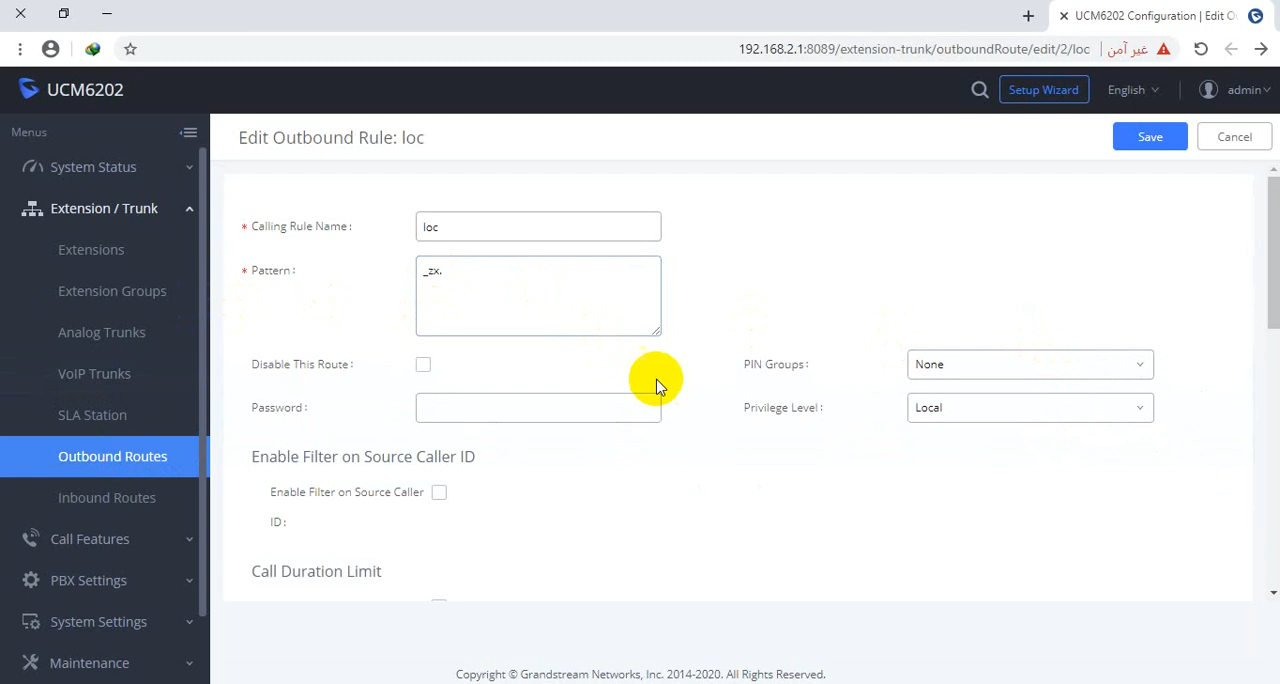 UCM6202 Configuration | Edit O
192.168.2.1:8089/extension-trunk/outboundRoute/edit/2/loc
غیر آمن
UCM6202
Setup Wizard
English
admin
Menus
System Status
Extension / Trunk
Extensions
Extension Groups
Analog Trunks
VoIP Trunks
SLA Station
Outbound Routes
Inbound Routes
Call Features
PBX Settings
System Settings
Maintenance
Edit Outbound Rule: loc
Save
Cancel
* Calling Rule Name:
loc
* Pattern:
_zx.
Disable This Route:
PIN Groups:
None
Password:
Privilege Level:
Local
Enable Filter on Source Caller ID
Enable Filter on Source Caller
ID:
Call Duration Limit
Copyright © Grandstream Networks, Inc. 2014-2020. All Rights Reserved.